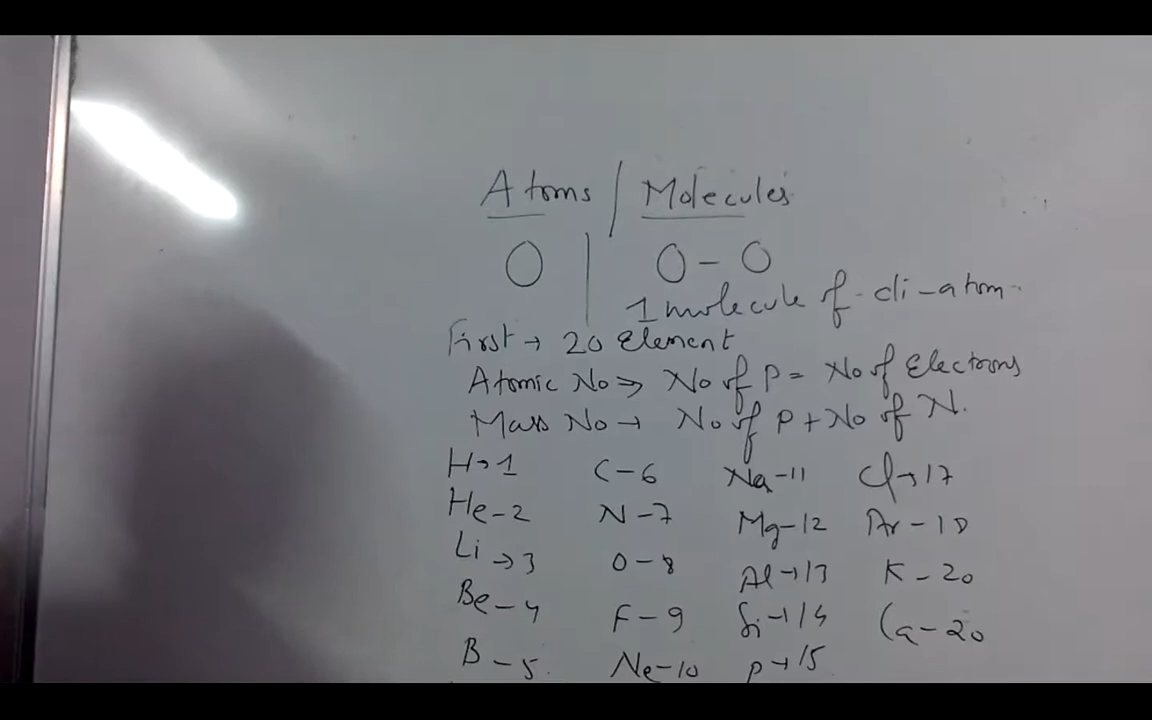 Atoms / Molecules
O | O - O
1 molecule of di-atom.
First → 20 Element
Atomic No ⇒ No of P = No of Electrons
Mass No → No of P + No of N.
H → 1 C - 6 Na - 11 Cl → 17
He - 2 N - 7 Mg - 12 Ar - 18
Li → 3 O - 8 Al → 13 K - 20
Be - 4 F - 9 Si → 14 Ca - 20
B - 5. Ne - 10 P → 15